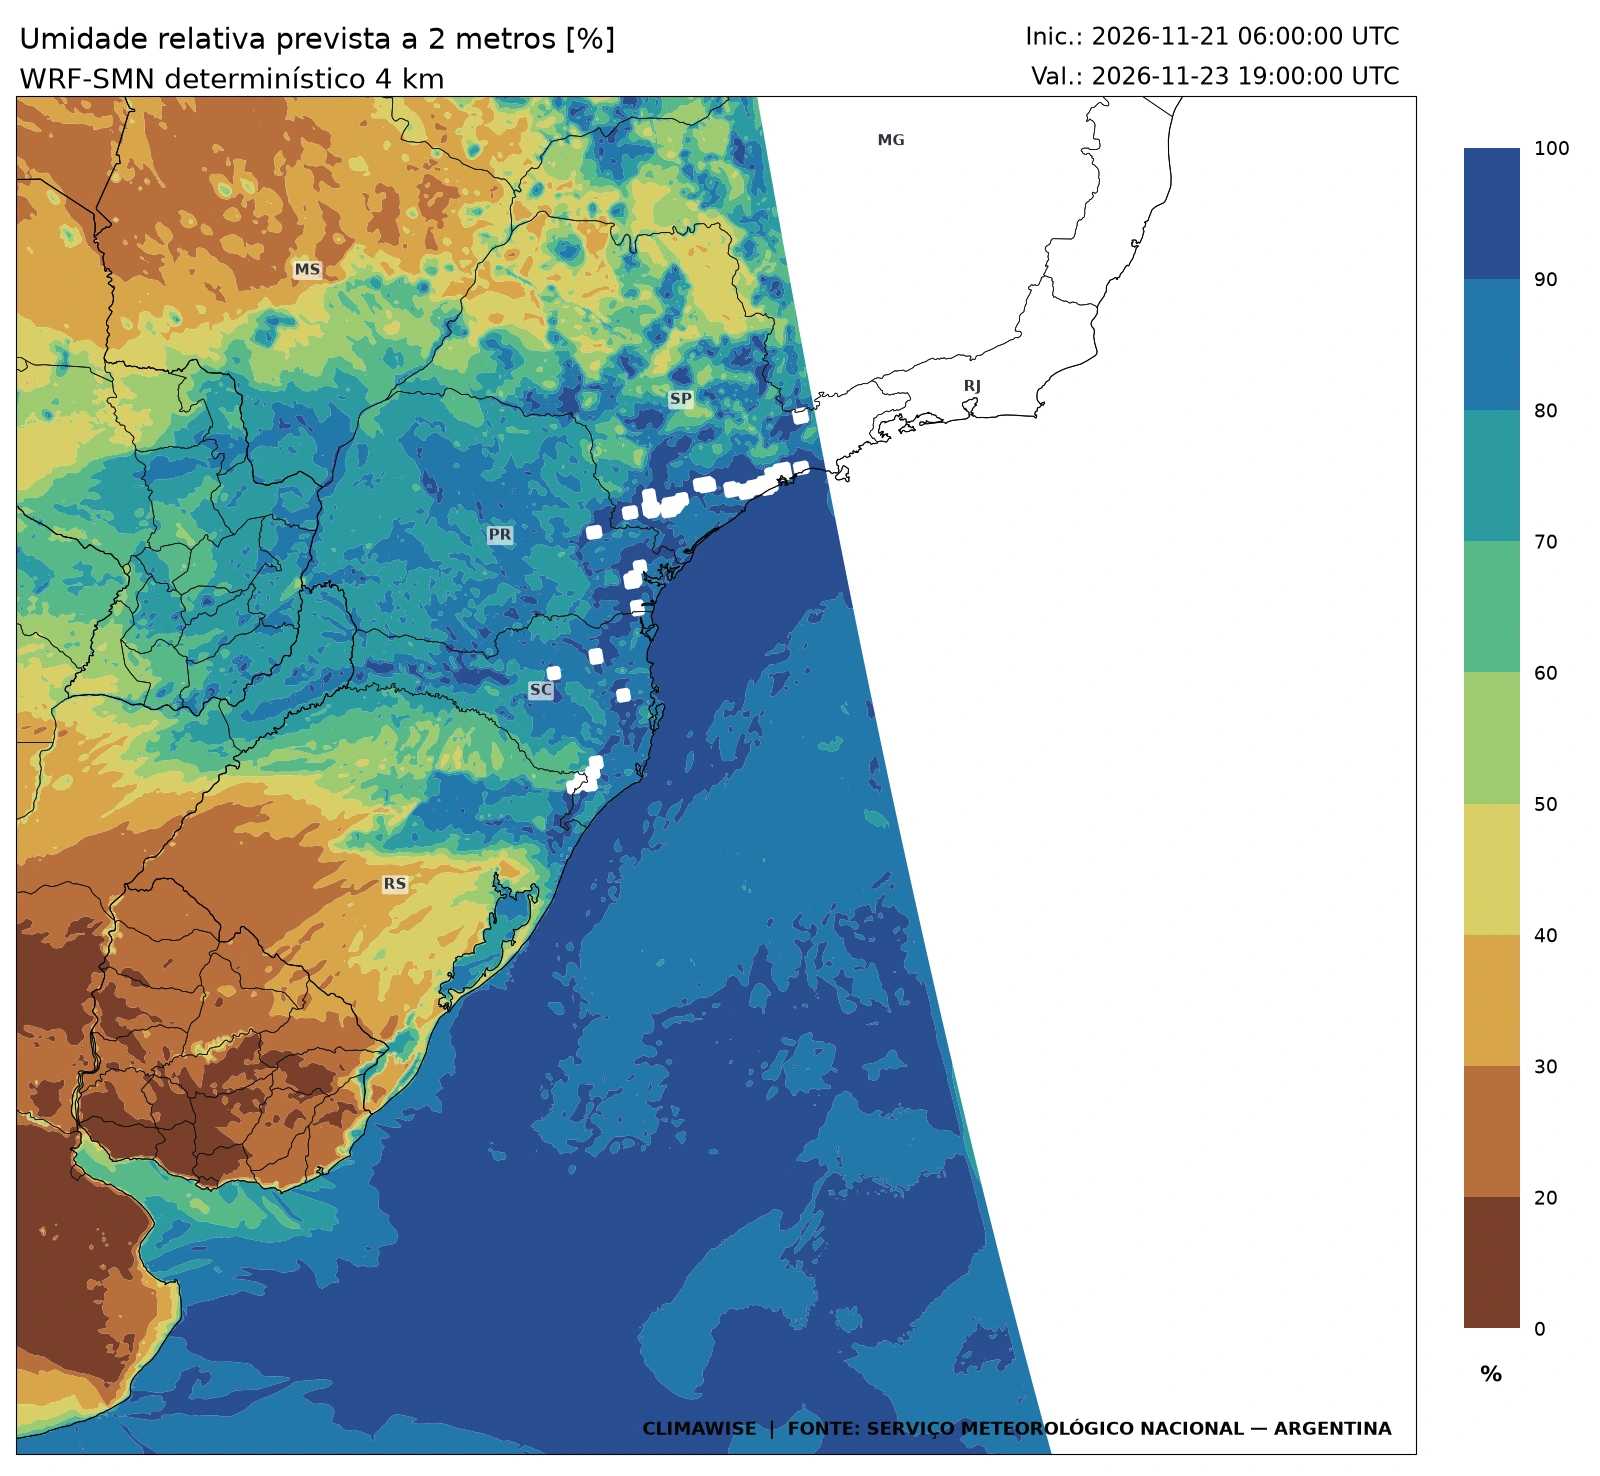 Umidade relativa prevista a 2 metros [%]
WRF-SMN determinístico 4 km
Inic.: 2026-11-21 06:00:00 UTC
Val.: 2026-11-23 19:00:00 UTC
MG
MS
RJ
SP
PR
SC
RS
100
90
80
70
60
50
40
30
20
0
%
CLIMAWISE | FONTE: SERVIÇO METEOROLÓGICO NACIONAL — ARGENTINA